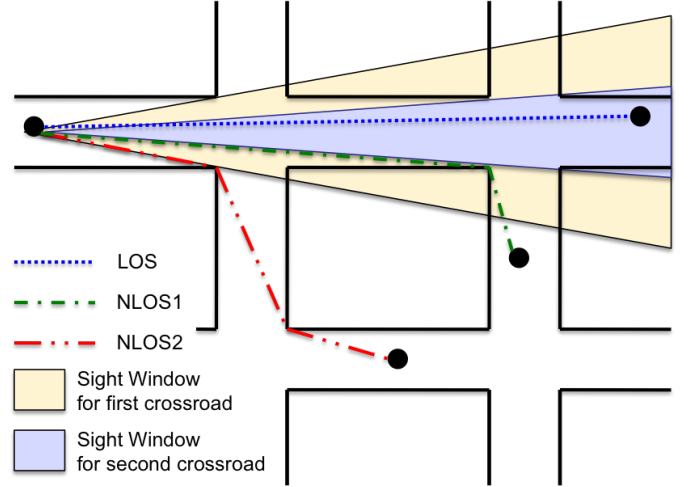 LOS
NLOS1
NLOS2
Sight Window
for first crossroad
Sight Window
for second crossroad